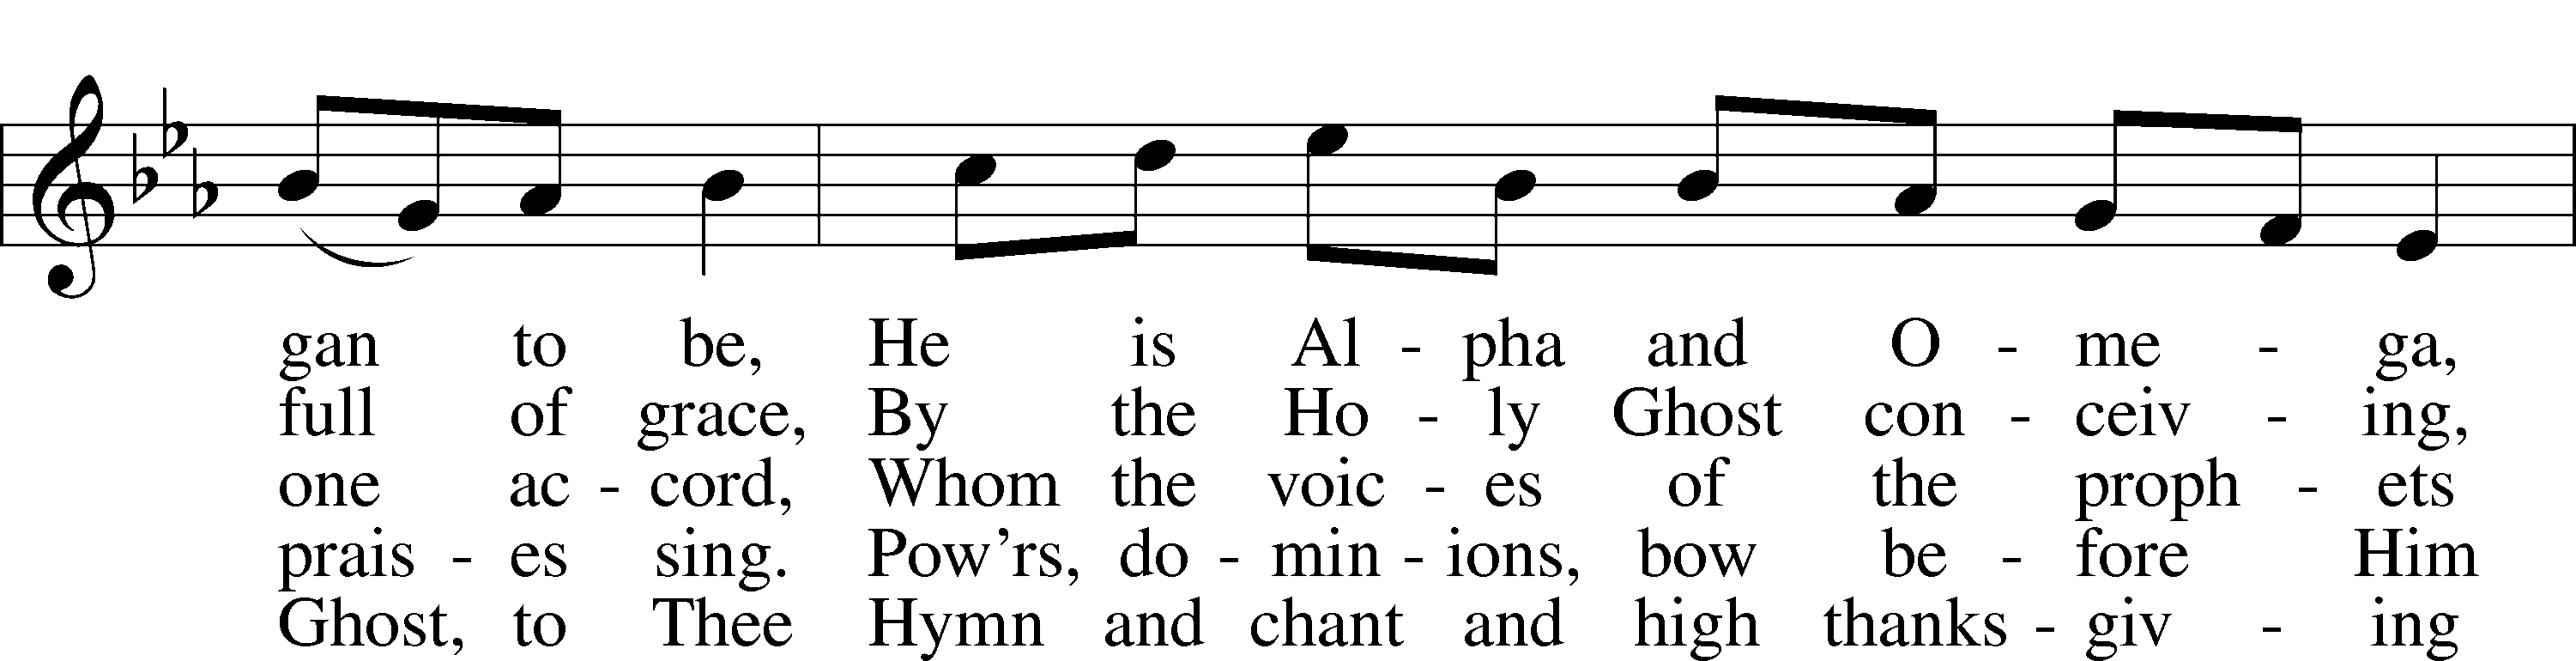 gan to be, He is Al - pha and O - me - ga,
full of grace, By the Ho - ly Ghost con - ceiv - ing,
one ac - cord, Whom the voic - es of the proph - ets
prais - es sing. Pow'rs, do - min - ions, bow be - fore Him
Ghost, to Thee Hymn and chant and high thanks - giv - ing